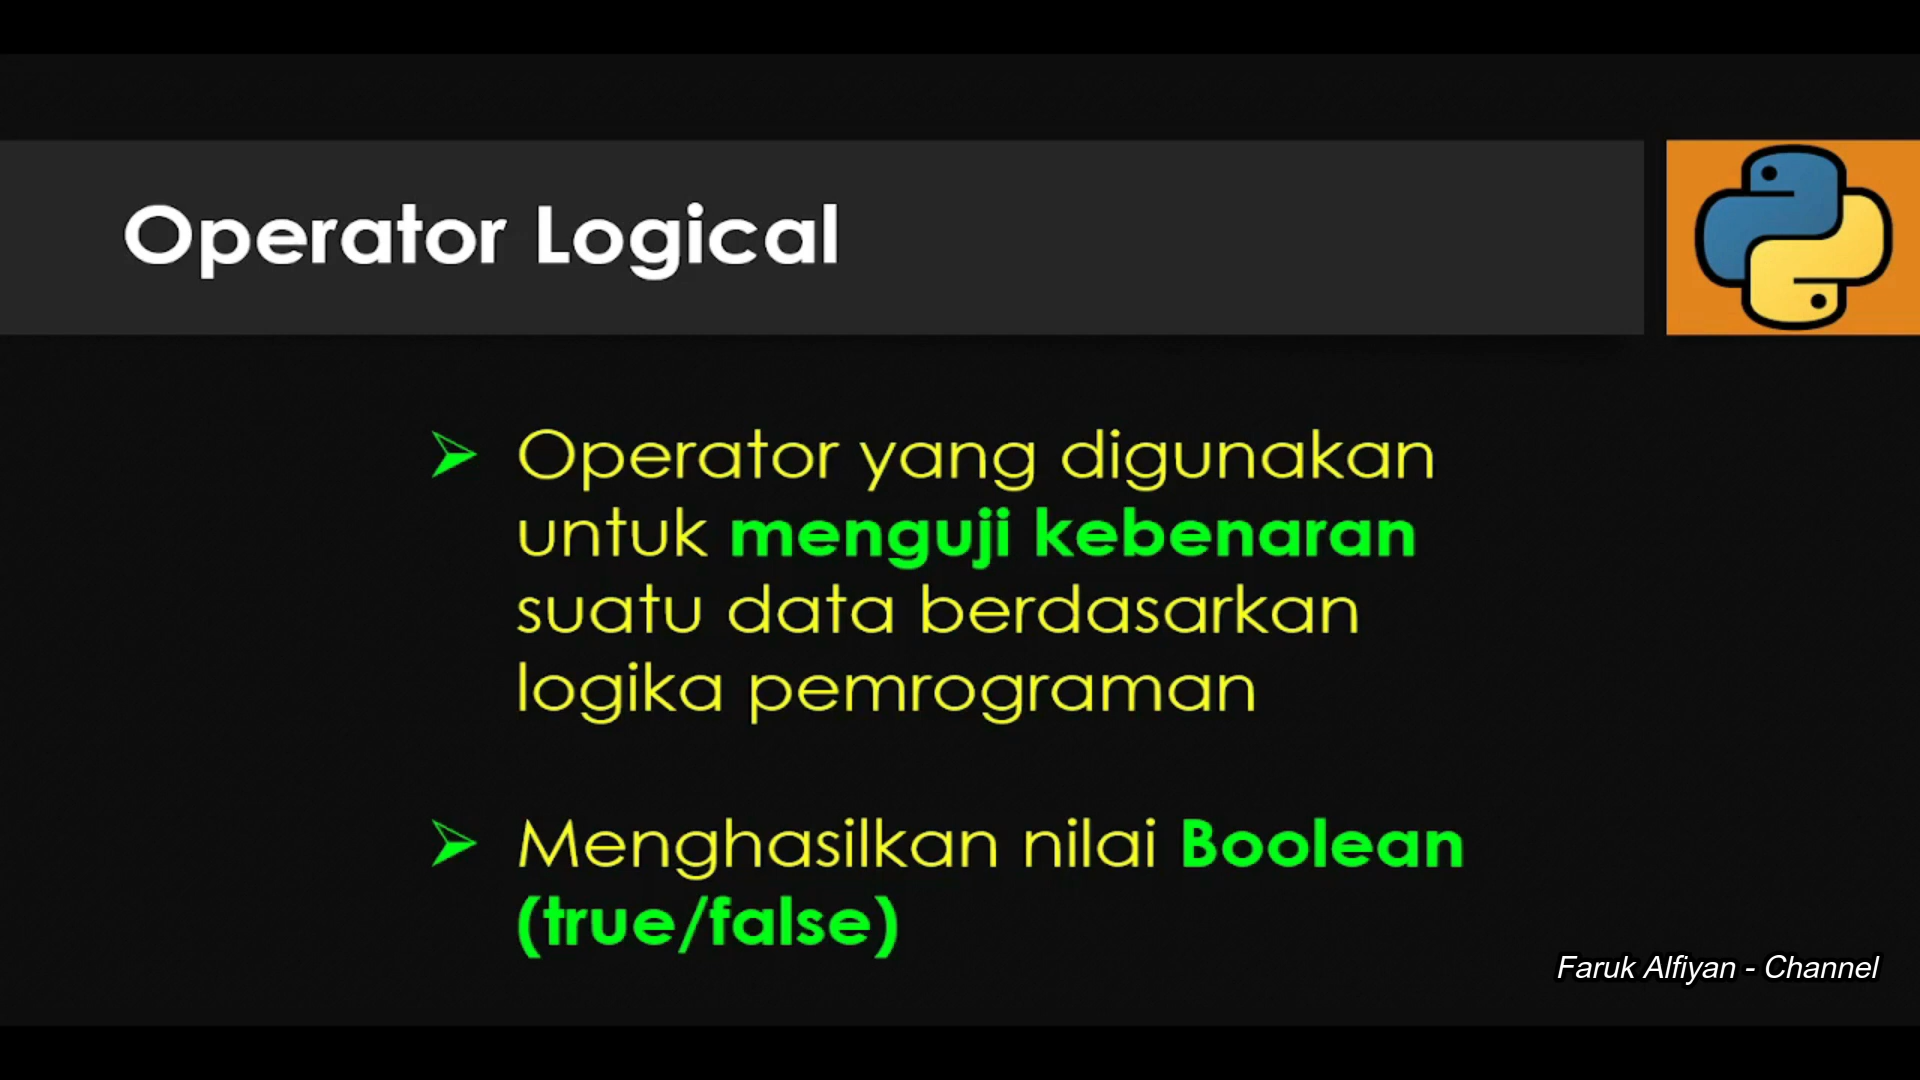 Operator Logical
Operator yang digunakan
untuk menguji kebenaran
suatu data berdasarkan
logika pemrograman
Menghasilkan nilai Boolean
(true/false)
Faruk Alfiyan - Channel